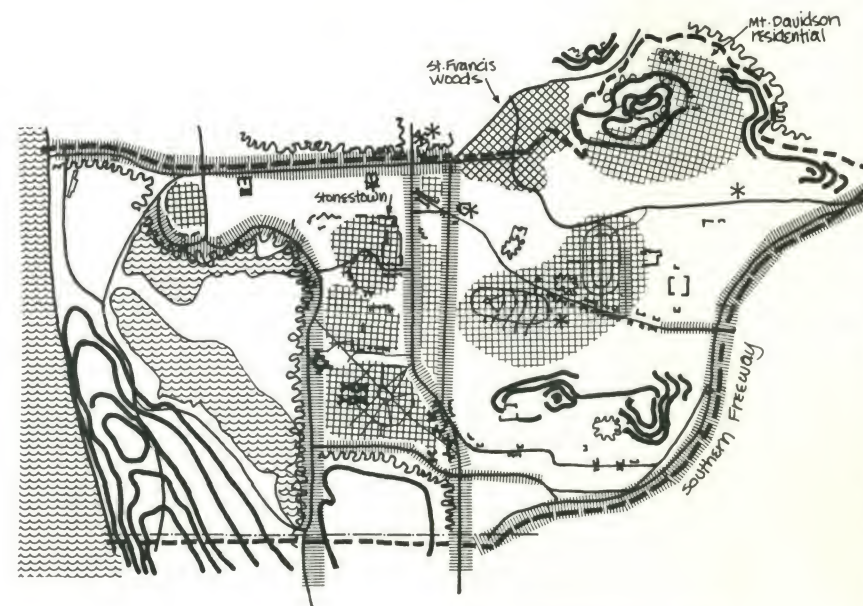 Mt. Davidson
residential
St. Francis
Woods
Stonestown
Southern Freeway